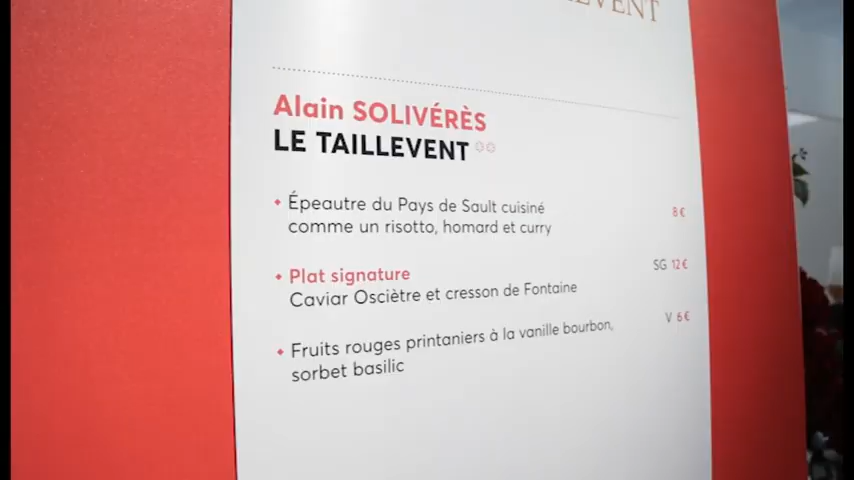 Alain SOLIVÉRÈS
LE TAILLEVENT
Épeautre du Pays de Sault cuisiné
comme un risotto, homard et curry
8€
Plat signature
SG 12€
Caviar Osciètre et cresson de Fontaine
Fruits rouges printaniers à la vanille bourbon,
sorbet basilic
V 6€